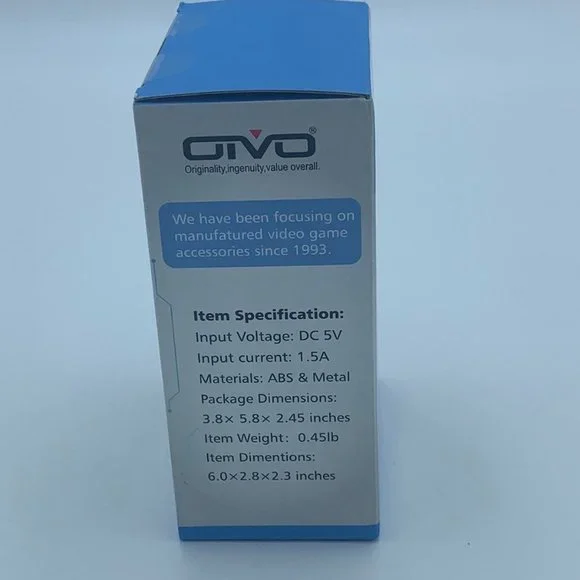 OIVO®
Originality,ingenuity,value overall.
We have been focusing on
manufatured video game
accessories since 1993.
Item Specification:
Input Voltage: DC 5V
Input current: 1.5A
Materials: ABS & Metal
Package Dimensions:
3.8× 5.8× 2.45 inches
Item Weight: 0.45lb
Item Dimentions:
6.0×2.8×2.3 inches